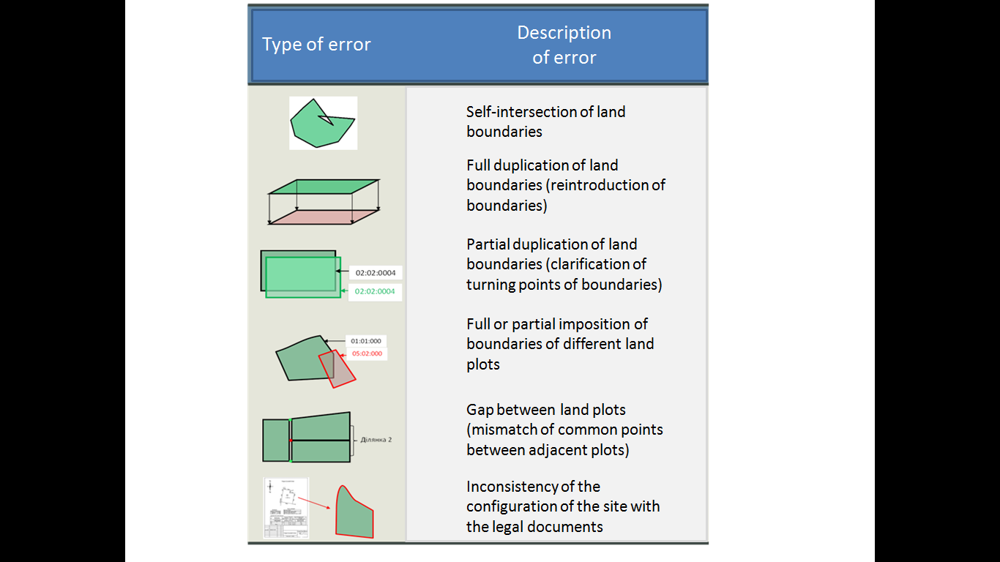 Type of error
Description
of error
Self-intersection of land
boundaries
Full duplication of land
boundaries (reintroduction of
boundaries)
Partial duplication of land
boundaries (clarification of
turning points of boundaries)
02:02:0004
02:02:0004
Full or partial imposition of
boundaries of different land
plots
01:01:000
05:02:000
Gap between land plots
(mismatch of common points
between adjacent plots)
Ділянка 2
Inconsistency of the
configuration of the site with
the legal documents